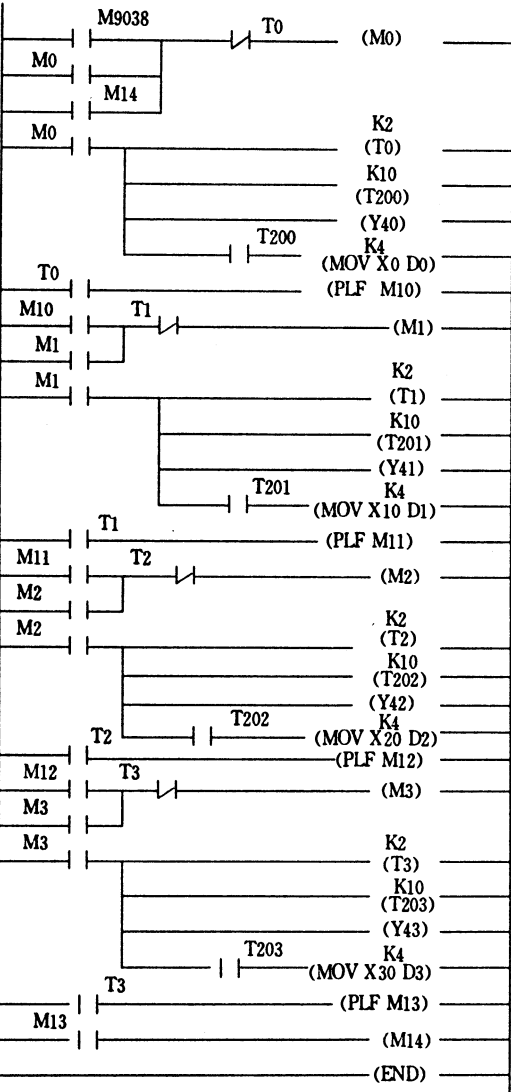 M9038
T0
(M0)
M0
M14
M0
K2
(T0)
K10
(T200)
(Y40)
T200
K4
(MOV X0 D0)
T0
(PLF M10)
M10
T1
(M1)
M1
M1
K2
(T1)
K10
(T201)
(Y41)
T201
K4
(MOV X10 D1)
T1
(PLF M11)
M11
T2
(M2)
M2
M2
K2
(T2)
K10
(T202)
(Y42)
T202
K4
(MOV X20 D2)
T2
(PLF M12)
M12
T3
(M3)
M3
M3
K2
(T3)
K10
(T203)
(Y43)
T203
K4
(MOV X30 D3)
T3
(PLF M13)
M13
(M14)
(END)